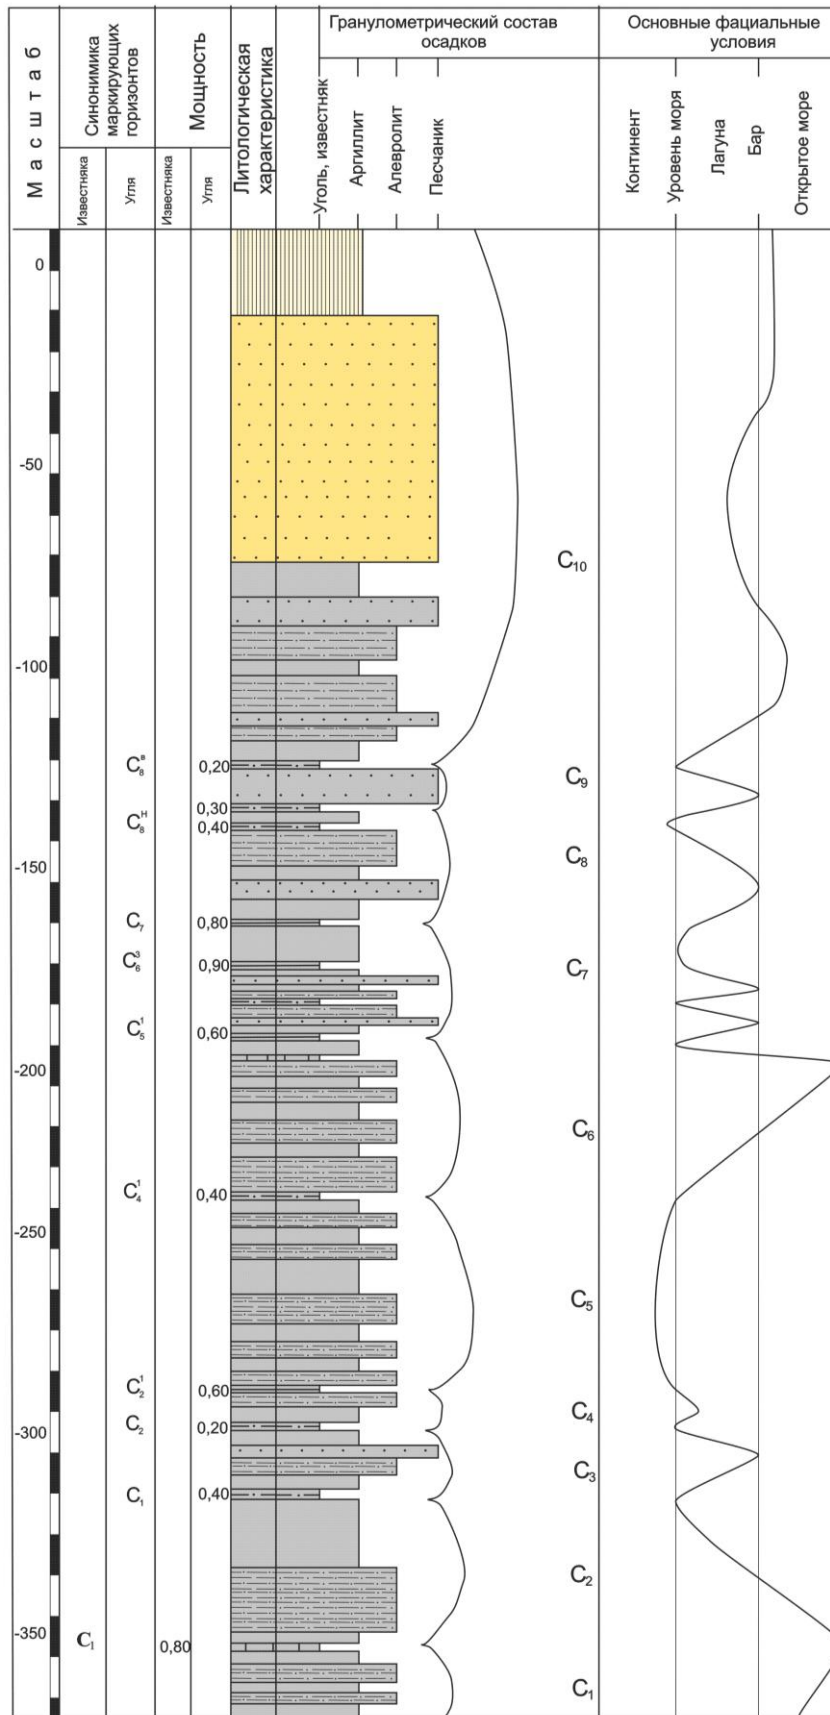 Масштаб
Синонимика
маркирующих
горизонтов
Известняка
Угля
Мощность
Известняка
Угля
Литологическая
характеристика
Гранулометрический состав
осадков
Уголь, известняк
Аргиллит
Алевролит
Песчаник
Основные фациальные
условия
Континент
Уровень моря
Лагуна
Бар
Открытое море
0
-50
C₁₀
-100
C₈ᴮ 0,20 C₉
0,30
C₈ᴴ 0,40
C₈
-150
C₇ 0,80
C₆³ 0,90 C₇
C₅¹ 0,60
-200
C₆
C₄¹ 0,40
-250
C₅
C₂¹ 0,60
C₄
C₂ 0,20
-300
C₃
C₁ 0,40
C₂
-350 C₁ 0,80
C₁